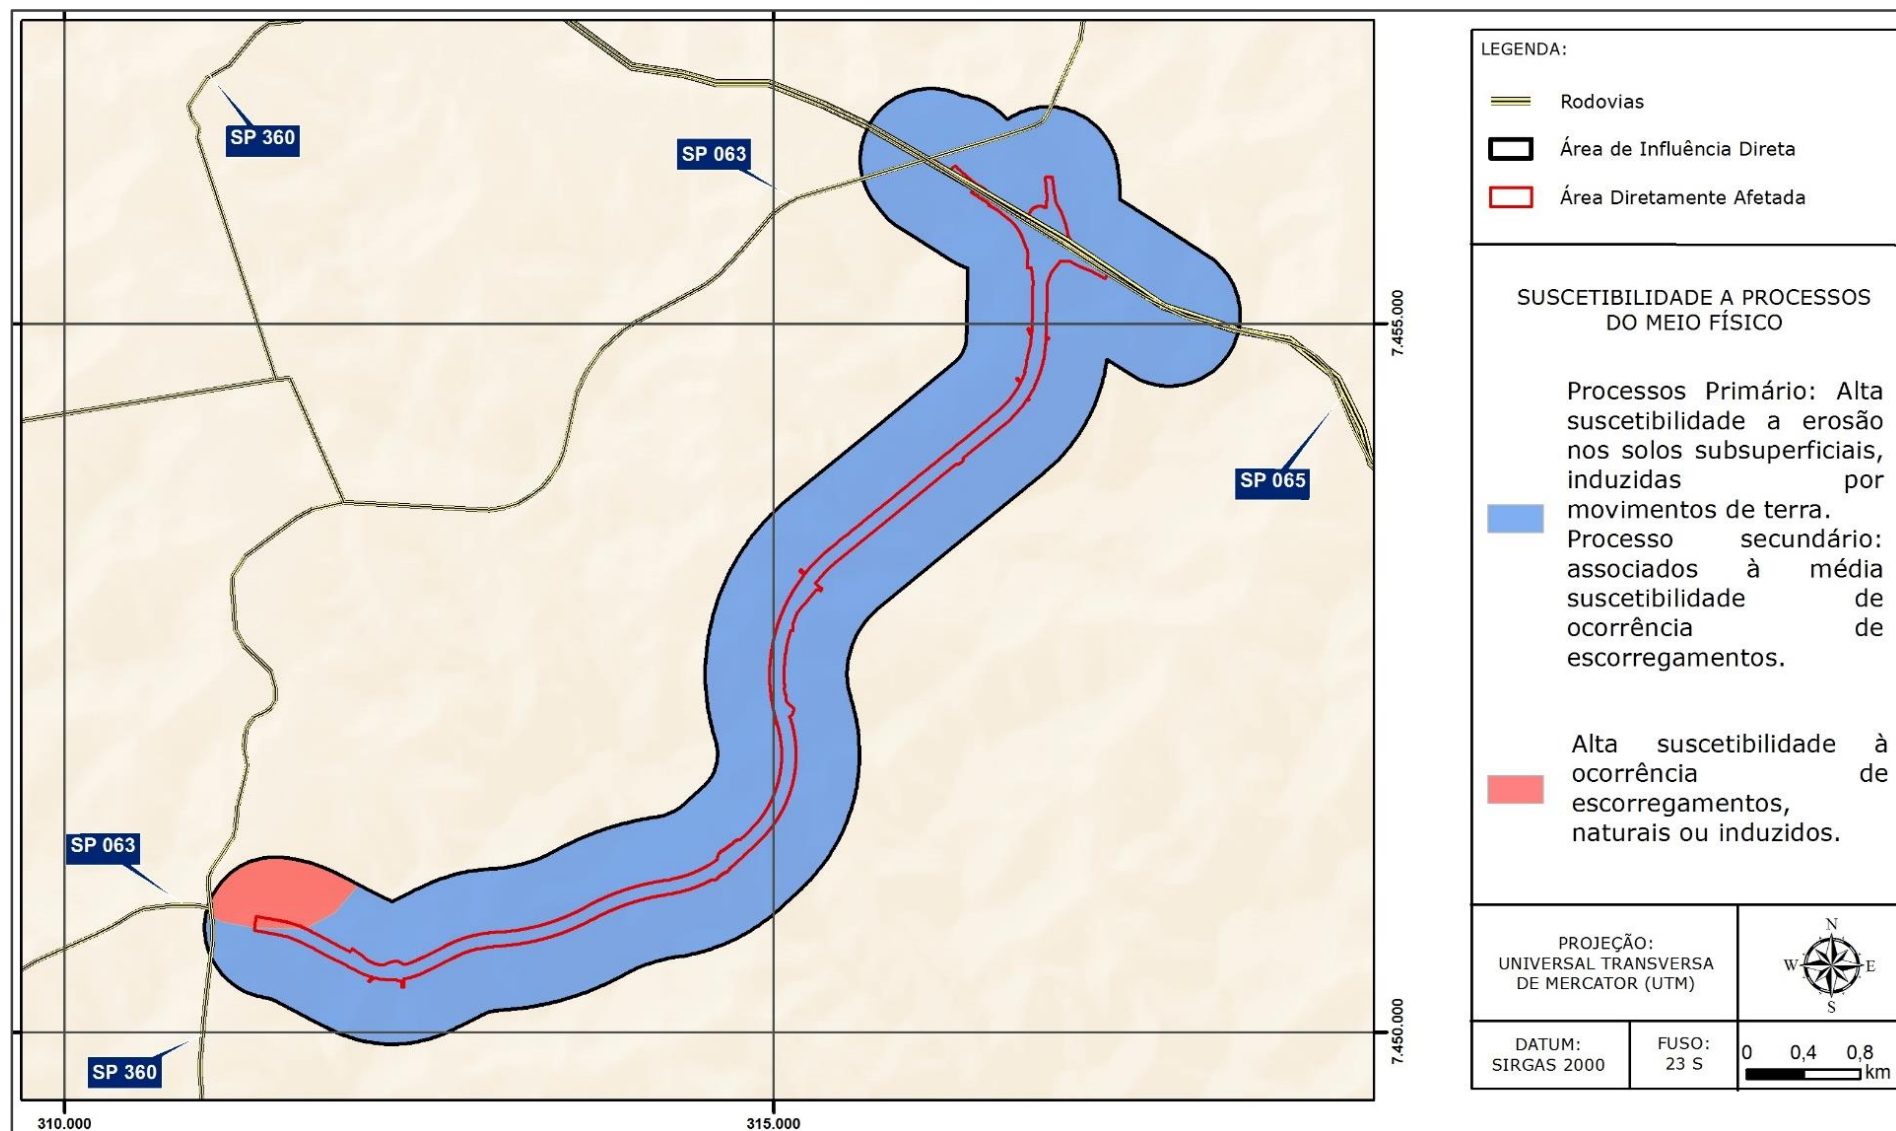 SP 360
SP 063
SP 065
SP 063
SP 360
310.000
315.000
7.455.000
7.450.000
LEGENDA:
Rodovias
Área de Influência Direta
Área Diretamente Afetada
SUSCETIBILIDADE A PROCESSOS
DO MEIO FÍSICO
Processos Primário: Alta
suscetibilidade a erosão
nos solos subsuperficiais,
induzidas por
movimentos de terra.
Processo secundário:
associados à média
suscetibilidade de
ocorrência de
escorregamentos.
Alta suscetibilidade à
ocorrência de
escorregamentos,
naturais ou induzidos.
PROJEÇÃO:
UNIVERSAL TRANSVERSA
DE MERCATOR (UTM)
N
W E
S
DATUM:
SIRGAS 2000
FUSO:
23 S
0 0,4 0,8
km